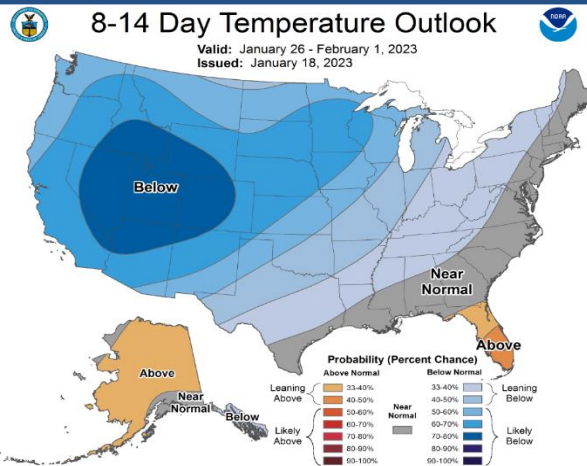 8-14 Day Temperature Outlook
NOAA
Valid: January 26 - February 1, 2023
Issued: January 18, 2023
Below
Near
Normal
Above
Above
Near
Normal
Below
Probability (Percent Chance)
Above Normal
Below Normal
Leaning
Above
33-40%
40-50%
Likely
Above
50-60%
60-70%
70-80%
80-90%
90-100%
Near
Normal
33-40%
40-50%
Leaning
Below
50-60%
60-70%
70-80%
80-90%
90-100%
Likely
Below